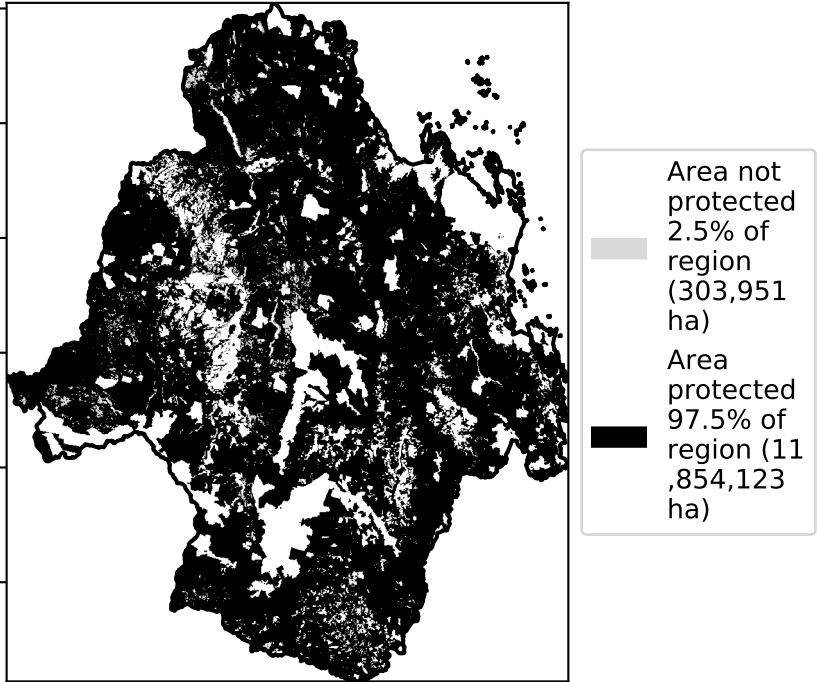 Area not
protected
2.5% of
region
(303,951
ha)
Area
protected
97.5% of
region (11
,854,123
ha)